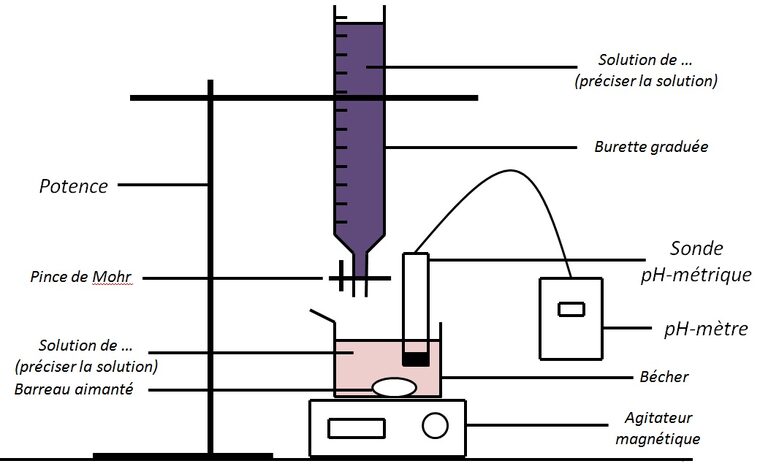 Solution de ...
(préciser la solution)
Burette graduée
Potence
Sonde
pH-métrique
Pince de Mohr
pH-mètre
Solution de ...
(préciser la solution)
Barreau aimanté
Bécher
Agitateur
magnétique